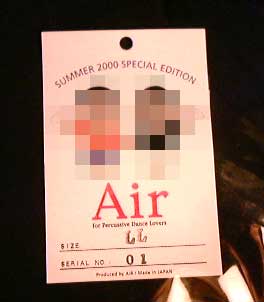 SUMMER 2000 SPECIAL EDITION
Air
for Percussive Dance Lovers
SIZE LL
SERIAL NO. 01
Produced by AIR / Made in JAPAN